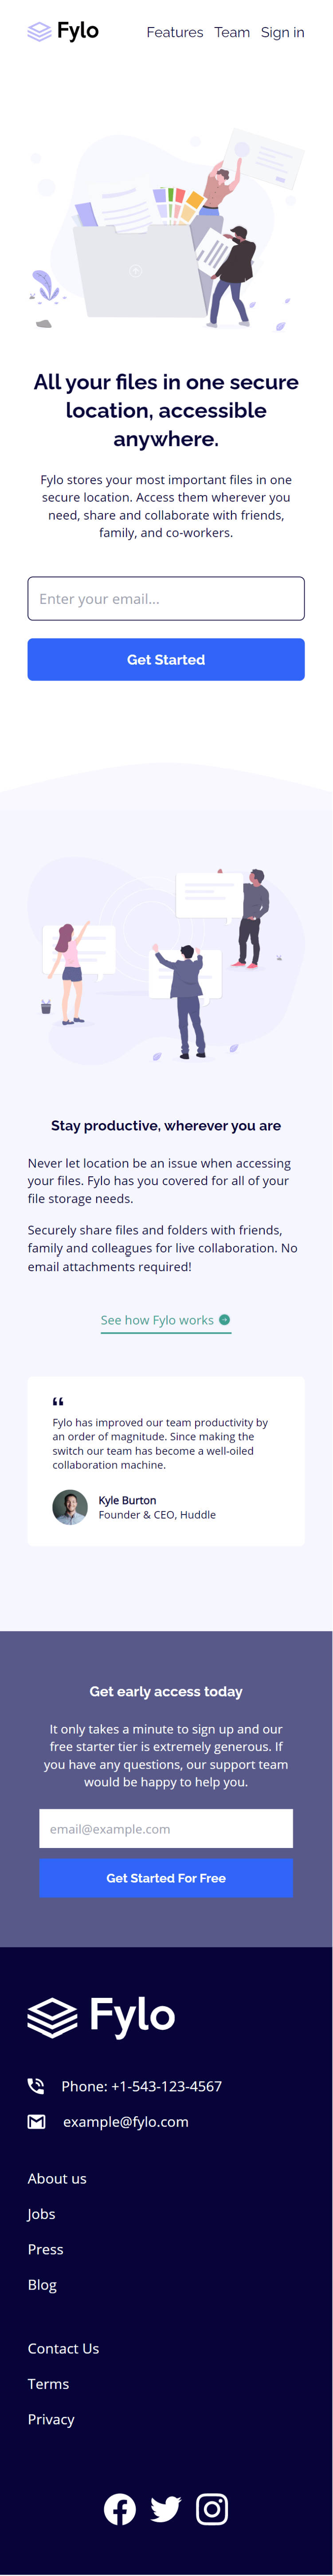 Fylo
Features Team Sign in
All your files in one secure
location, accessible
anywhere.
Fylo stores your most important files in one
secure location. Access them wherever you
need, share and collaborate with friends,
family, and co-workers.
Enter your email...
Get Started
Stay productive, wherever you are
Never let location be an issue when accessing
your files. Fylo has you covered for all of your
file storage needs.
Securely share files and folders with friends,
family and colleagues for live collaboration. No
email attachments required!
See how Fylo works
“
Fylo has improved our team productivity by
an order of magnitude. Since making the
switch our team has become a well-oiled
collaboration machine.
Kyle Burton
Founder & CEO, Huddle
Get early access today
It only takes a minute to sign up and our
free starter tier is extremely generous. If
you have any questions, our support team
would be happy to help you.
email@example.com
Get Started For Free
Fylo
Phone: +1-543-123-4567
example@fylo.com
About us
Jobs
Press
Blog
Contact Us
Terms
Privacy